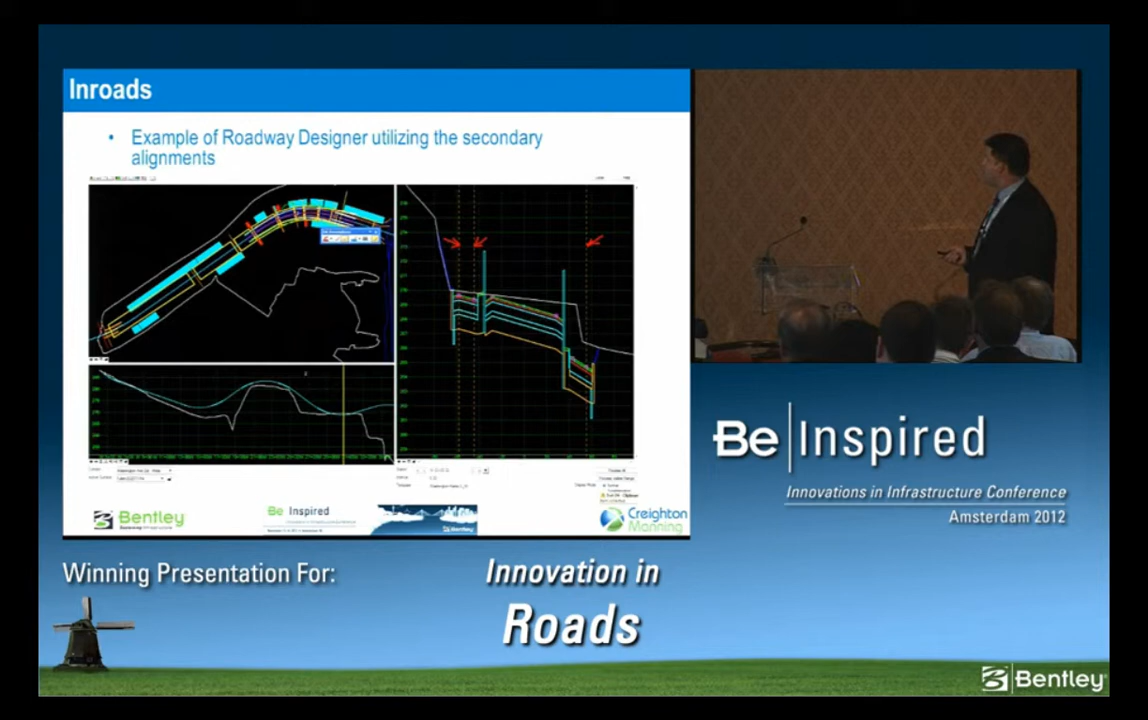 Inroads
• Example of Roadway Designer utilizing the secondary
alignments
Bentley
Be Inspired
Bentley
Creighton
Manning
Be Inspired
Innovations in Infrastructure Conference
Amsterdam 2012
Winning Presentation For:
Innovation in
Roads
Bentley